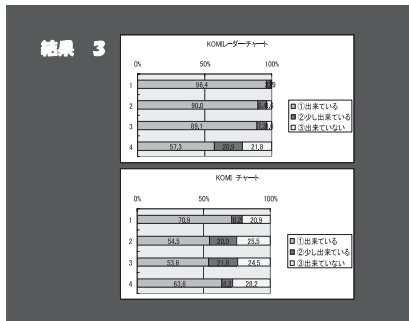 結果 3
KOMIレーダーチャート
0% 50% 100%
1 96.4
2 90.0
3 89.1
4 57.3 20.9 21.8
①出来ている
②少し出来ている
③出来ていない
KOMI チャート
0% 50% 100%
1 70.9 8.2 20.9
2 54.5 20.0 25.5
3 53.6 21.8 24.5
4 63.6 8.2 28.2
①出来ている
②少し出来ている
③出来ていない